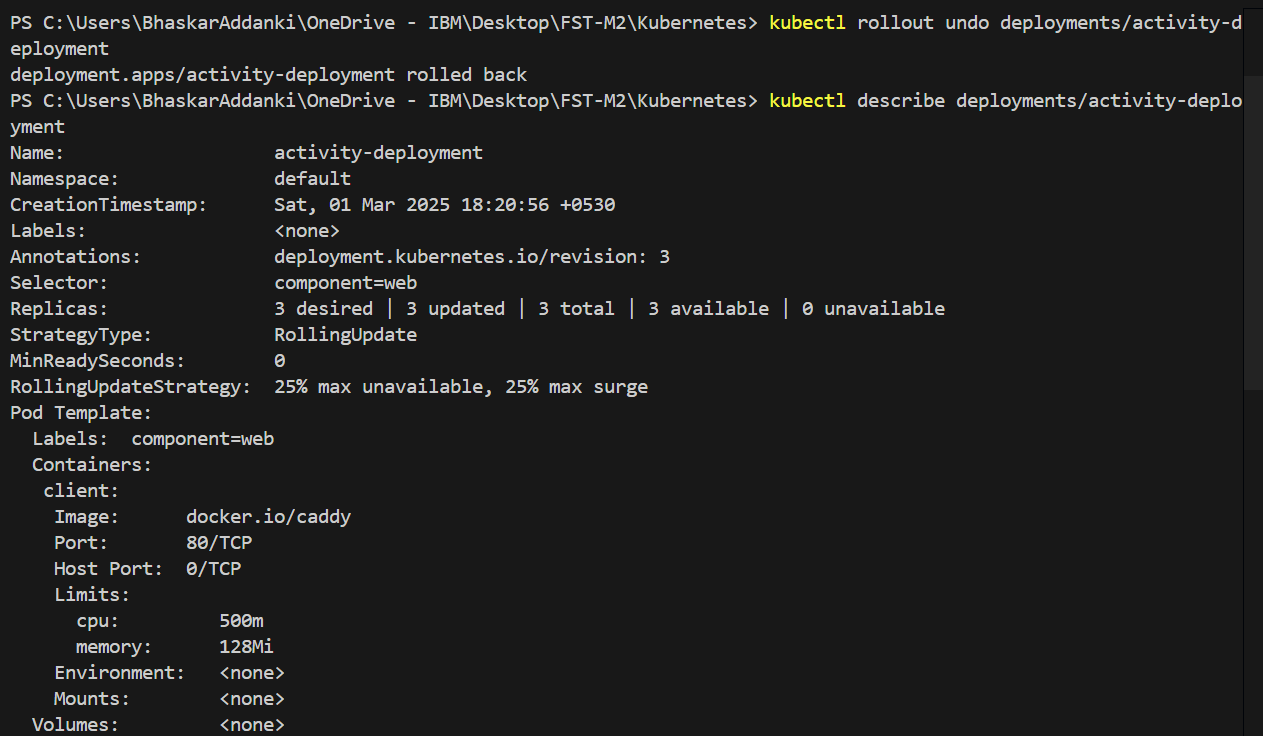 PS C:\Users\BhaskarAddanki\OneDrive - IBM\Desktop\FST-M2\Kubernetes> kubectl rollout undo deployments/activity-d
eployment
deployment.apps/activity-deployment rolled back
PS C:\Users\BhaskarAddanki\OneDrive - IBM\Desktop\FST-M2\Kubernetes> kubectl describe deployments/activity-deplo
yment
Name:                   activity-deployment
Namespace:              default
CreationTimestamp:      Sat, 01 Mar 2025 18:20:56 +0530
Labels:                 <none>
Annotations:            deployment.kubernetes.io/revision: 3
Selector:               component=web
Replicas:               3 desired | 3 updated | 3 total | 3 available | 0 unavailable
StrategyType:           RollingUpdate
MinReadySeconds:        0
RollingUpdateStrategy:  25% max unavailable, 25% max surge
Pod Template:
  Labels:  component=web
  Containers:
   client:
    Image:      docker.io/caddy
    Port:       80/TCP
    Host Port:  0/TCP
    Limits:
      cpu:         500m
      memory:      128Mi
    Environment:   <none>
    Mounts:        <none>
  Volumes:         <none>